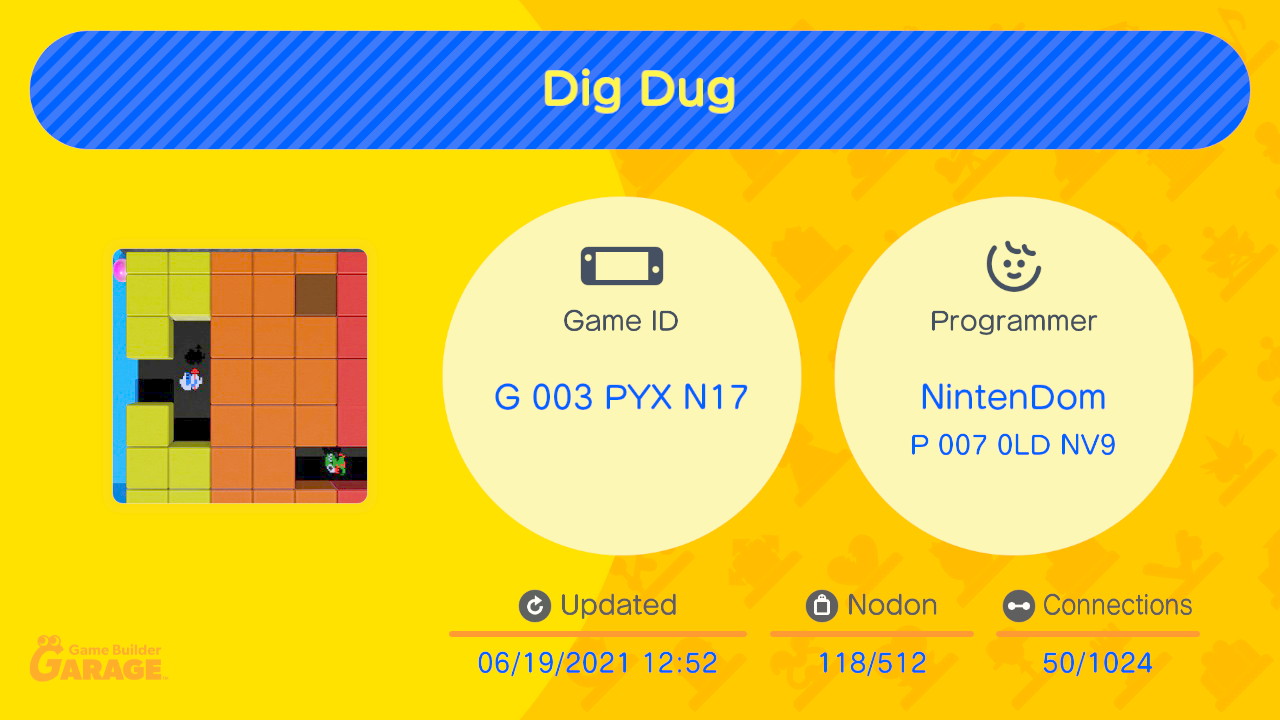 Dig Dug
Game ID
G 003 PYX N17
Programmer
NintenDom
P 007 0LD NV9
Updated
06/19/2021 12:52
Nodon
118/512
Connections
50/1024
Game Builder
GARAGE